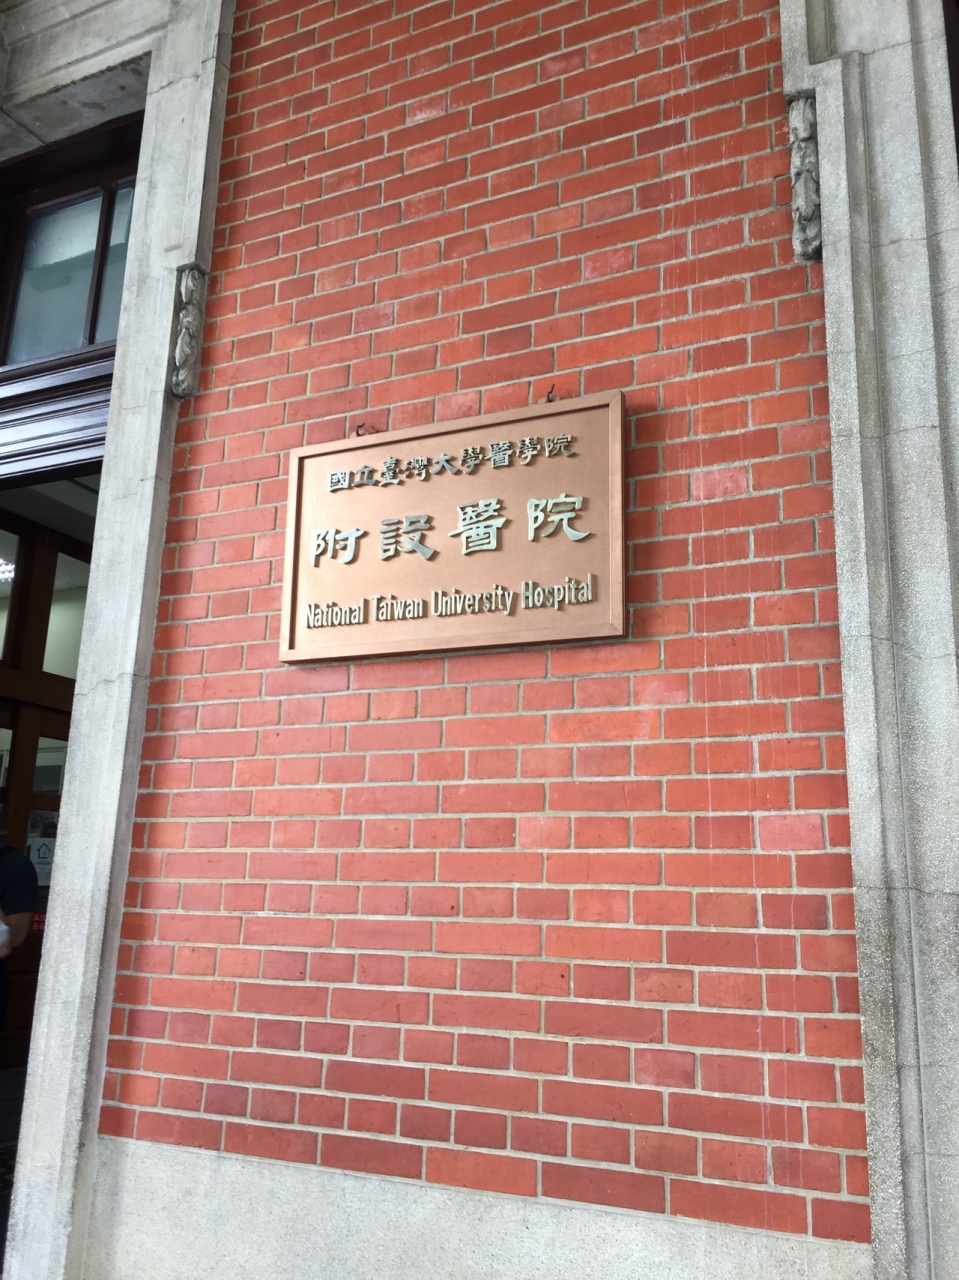 國立臺灣大學醫學院
附設醫院
National Taiwan University Hospital